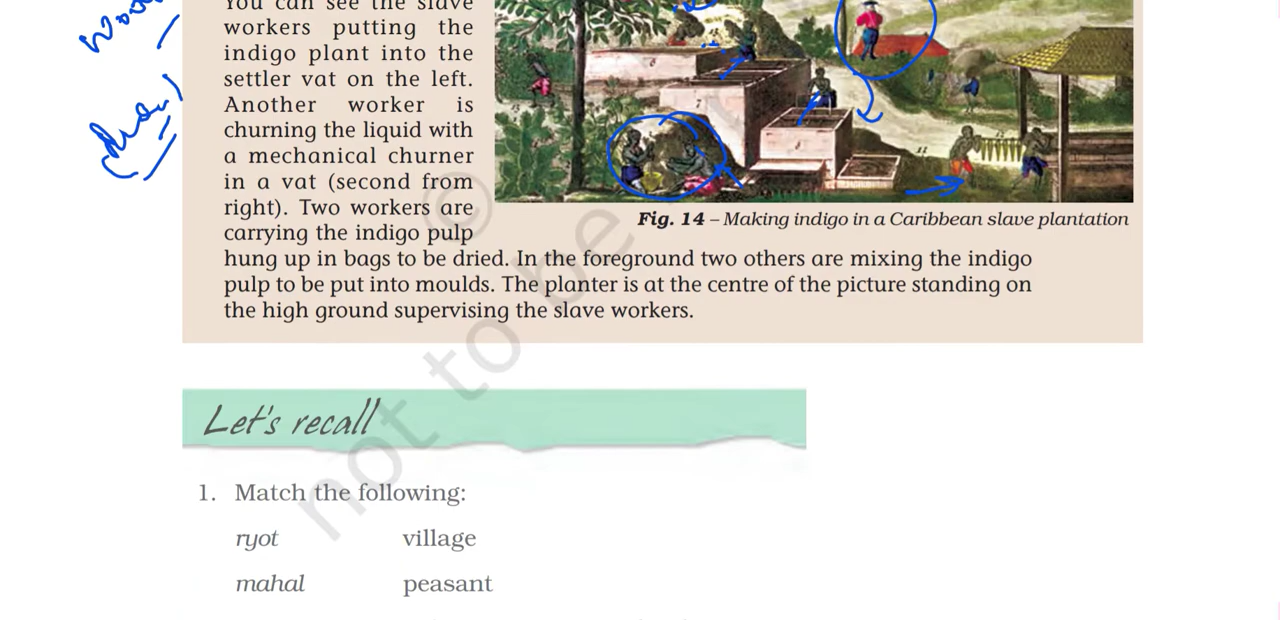 You can see the slave
workers putting the
indigo plant into the
settler vat on the left.
Another worker is
churning the liquid with
a mechanical churner
in a vat (second from
right). Two workers are
carrying the indigo pulp
Fig. 14 – Making indigo in a Caribbean slave plantation
hung up in bags to be dried. In the foreground two others are mixing the indigo
pulp to be put into moulds. The planter is at the centre of the picture standing on
the high ground supervising the slave workers.
Let's recall
1. Match the following:
ryot village
mahal peasant
© not to be